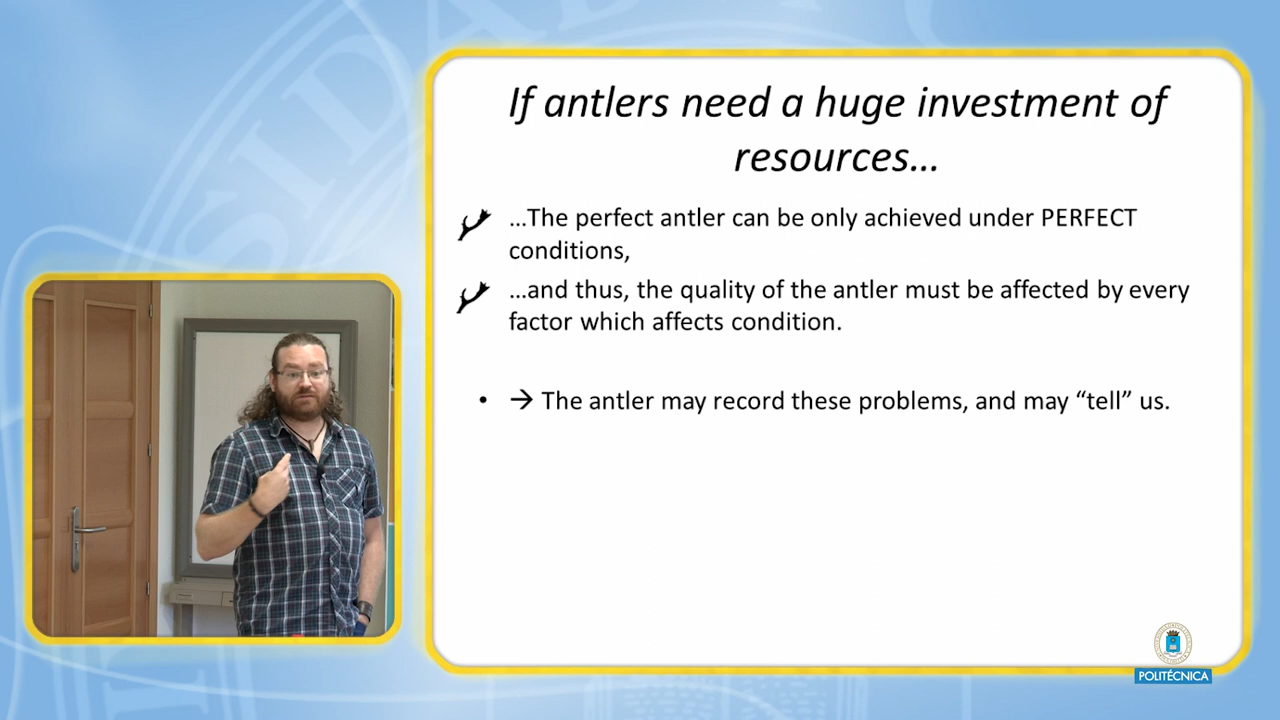 If antlers need a huge investment of
resources...
...The perfect antler can be only achieved under PERFECT
conditions,
...and thus, the quality of the antler must be affected by every
factor which affects condition.
• → The antler may record these problems, and may “tell” us.
POLITÉCNICA